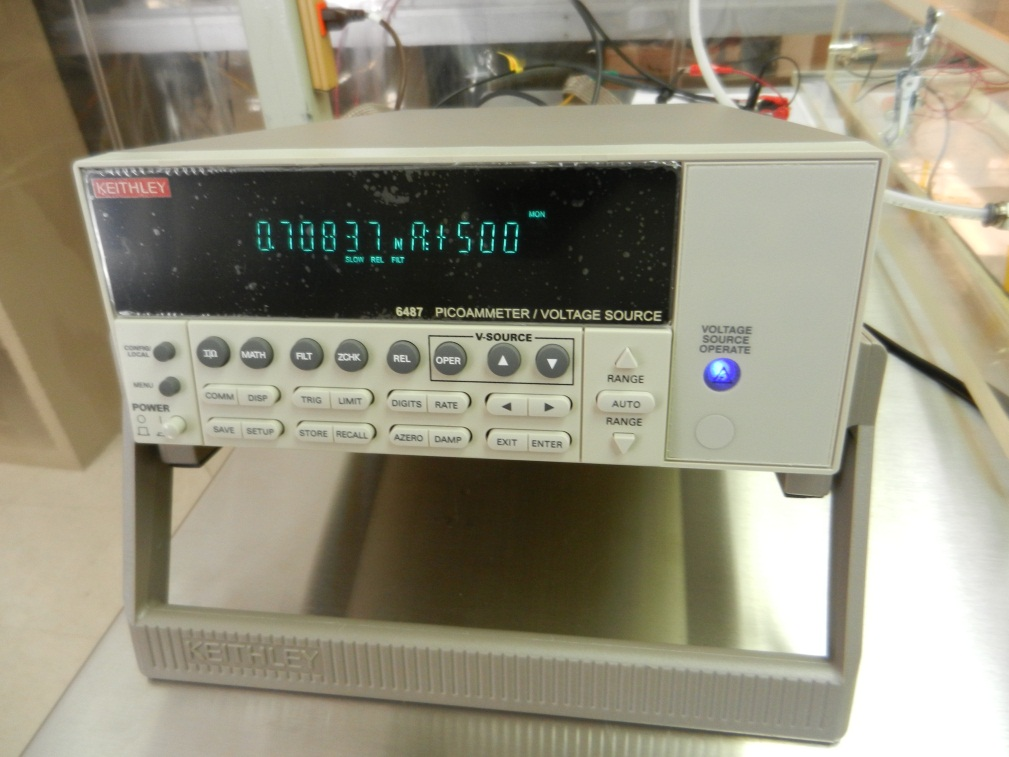 KEITHLEY
MON
0.70837 NA:+500
SLOW REL FILT
6487 PICOAMMETER / VOLTAGE SOURCE
V-SOURCE
CONFIG/
LOCAL
MATH FILT ZCHK REL OPER ▲ ▼
RANGE
MENU
COMM DISP TRIG LIMIT DIGITS RATE ◄ ► AUTO
POWER
RANGE
SAVE SETUP STORE RECALL AZERO DAMP EXIT ENTER
VOLTAGE
SOURCE
OPERATE
KEITHLEY